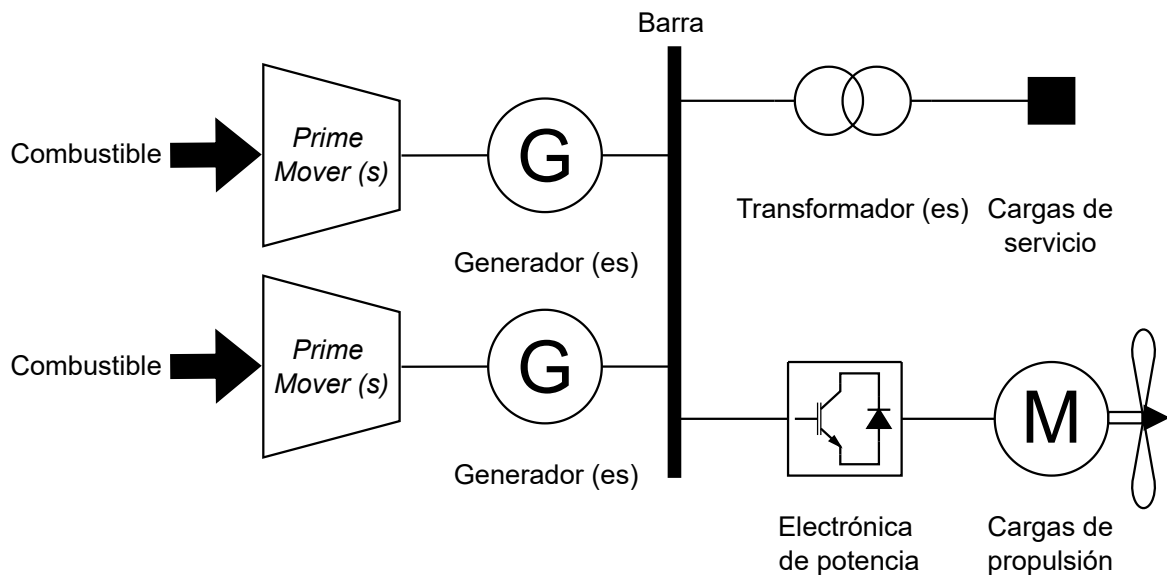 Barra
Combustible
Prime
Mover (s)
G
Generador (es)
Transformador (es)
Cargas de
servicio
Combustible
Prime
Mover (s)
G
Generador (es)
M
Electrónica
de potencia
Cargas de
propulsión